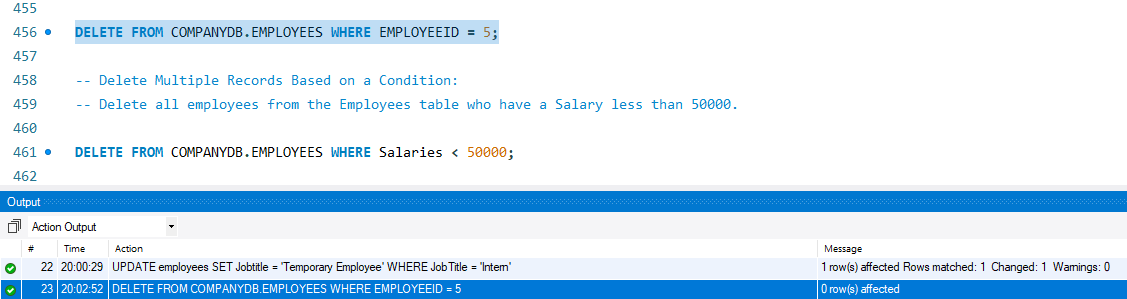 455
456 DELETE FROM COMPANYDB.EMPLOYEES WHERE EMPLOYEEID = 5;
457
458 -- Delete Multiple Records Based on a Condition:
459 -- Delete all employees from the Employees table who have a Salary less than 50000.
460
461 DELETE FROM COMPANYDB.EMPLOYEES WHERE Salaries < 50000;
462
Output
Action Output
# Time Action Message
22 20:00:29 UPDATE employees SET Jobtitle = 'Temporary Employee' WHERE JobTitle = 'Intern' 1 row(s) affected Rows matched: 1 Changed: 1 Warnings: 0
23 20:02:52 DELETE FROM COMPANYDB.EMPLOYEES WHERE EMPLOYEEID = 5 0 row(s) affected